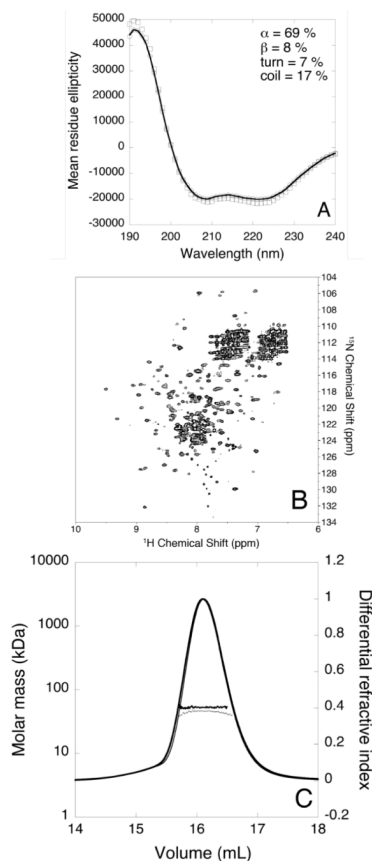 50000
40000
30000
20000
10000
0
-10000
-20000
-30000
Mean residue ellipticity
α = 69 %
β = 8 %
turn = 7 %
coil = 17 %
A
190 200 210 220 230 240
Wavelength (nm)
104
106
108
110
112
114
116
118
120
122
124
126
128
130
132
134
¹⁵N Chemical Shift (ppm)
B
10 9 8 7 6
¹H Chemical Shift (ppm)
10000
1000
100
10
1
Molar mass (kDa)
1.2
1
0.8
0.6
0.4
0.2
0
-0.2
Differential refractive index
C
14 15 16 17 18
Volume (mL)